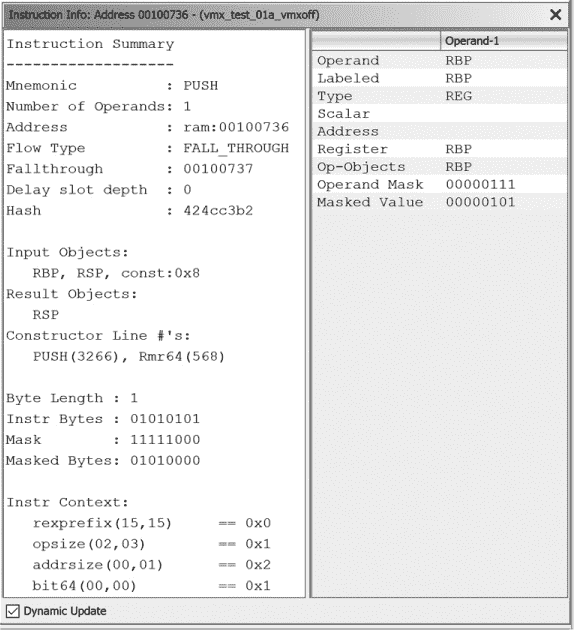 Instruction Info: Address 00100736 - (vmx_test_01a_vmxoff)
Instruction Summary
-------------------
Mnemonic : PUSH
Number of Operands: 1
Address : ram:00100736
Flow Type : FALL_THROUGH
Fallthrough : 00100737
Delay slot depth : 0
Hash : 424cc3b2
Input Objects:
RBP, RSP, const:0x8
Result Objects:
RSP
Constructor Line #'s:
PUSH(3266), Rmr64(568)
Byte Length : 1
Instr Bytes : 01010101
Mask : 11111000
Masked Bytes: 01010000
Instr Context:
rexprefix(15,15) == 0x0
opsize(02,03) == 0x1
addrsize(00,01) == 0x2
bit64(00,00) == 0x1
Operand-1
Operand RBP
Labeled RBP
Type REG
Scalar
Address
Register RBP
Op-Objects RBP
Operand Mask 00000111
Masked Value 00000101
Dynamic Update